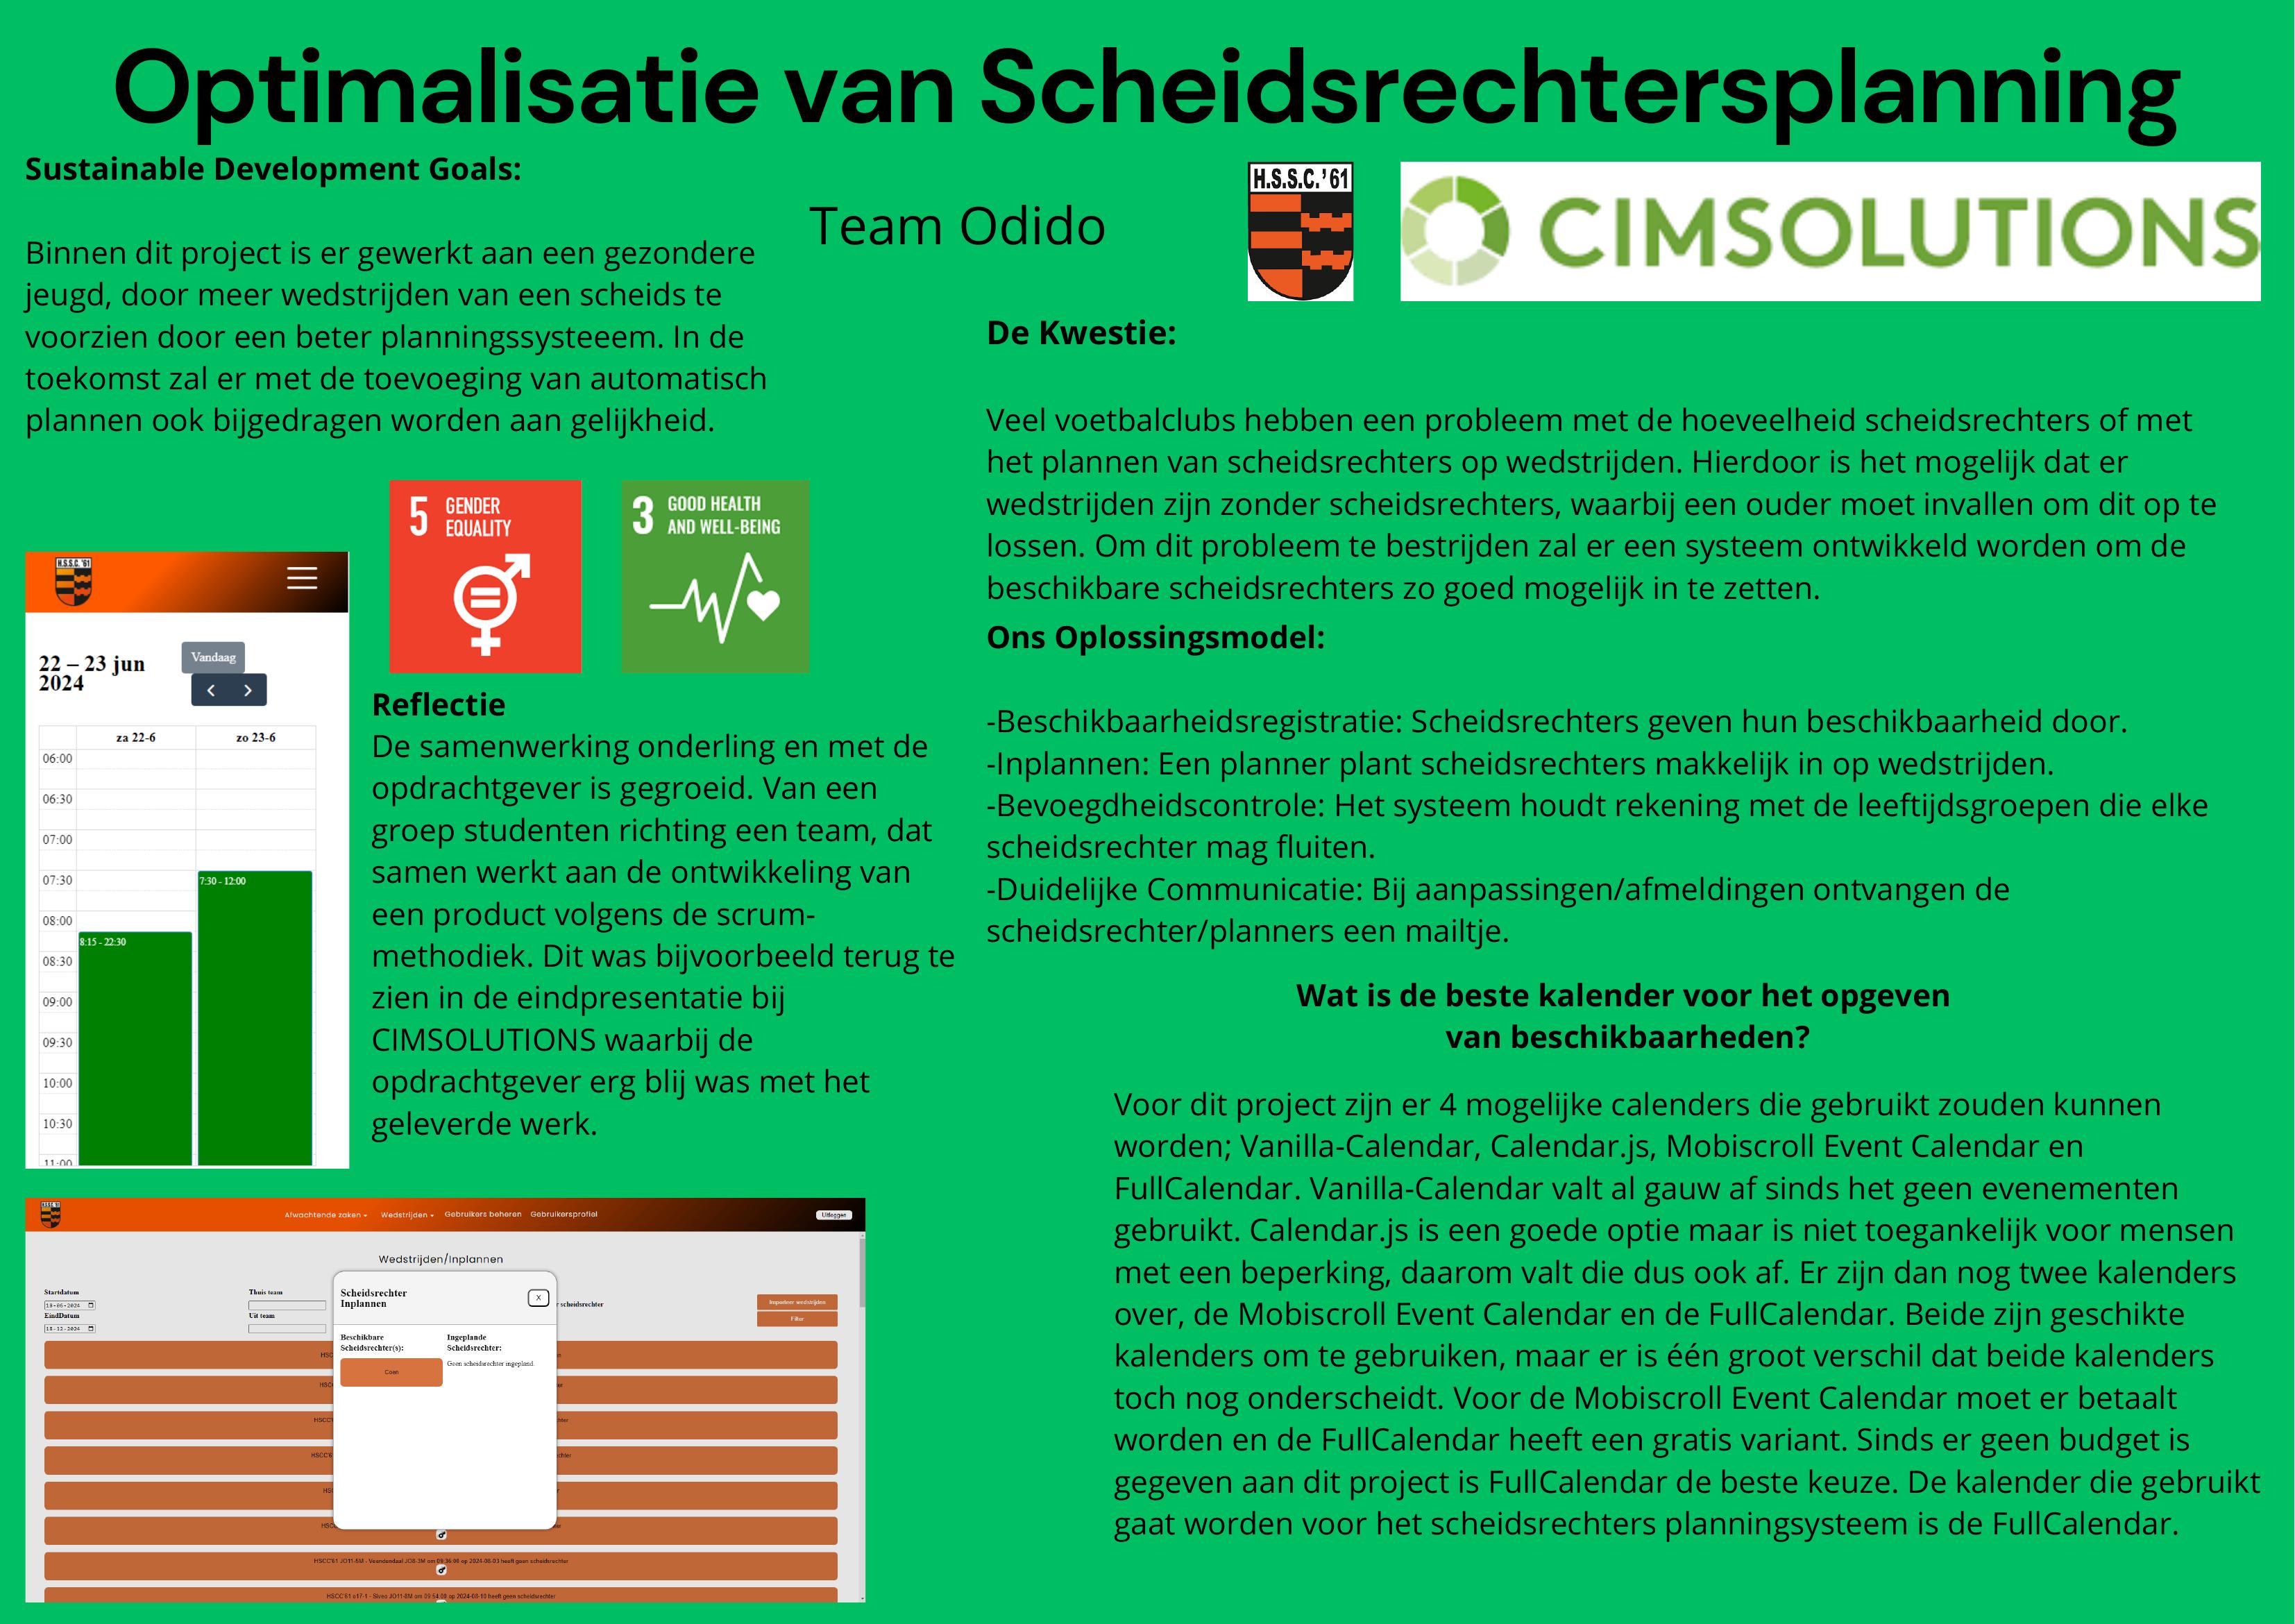 Optimalisatie van Scheidsrechtersplanning
Sustainable Development Goals:
Binnen dit project is er gewerkt aan een gezondere
jeugd, door meer wedstrijden van een scheids te
voorzien door een beter planningssysteeem. In de
toekomst zal er met de toevoeging van automatisch
plannen ook bijgedragen worden aan gelijkheid.
Team Odido
H.S.S.C.'61
CIMSOLUTIONS
5 GENDER
EQUALITY
3 GOOD HEALTH
AND WELL-BEING
De Kwestie:
Veel voetbalclubs hebben een probleem met de hoeveelheid scheidsrechters of met
het plannen van scheidsrechters op wedstrijden. Hierdoor is het mogelijk dat er
wedstrijden zijn zonder scheidsrechters, waarbij een ouder moet invallen om dit op te
lossen. Om dit probleem te bestrijden zal er een systeem ontwikkeld worden om de
beschikbare scheidsrechters zo goed mogelijk in te zetten.
Ons Oplossingsmodel:
-Beschikbaarheidsregistratie: Scheidsrechters geven hun beschikbaarheid door.
-Inplannen: Een planner plant scheidsrechters makkelijk in op wedstrijden.
-Bevoegdheidscontrole: Het systeem houdt rekening met de leeftijdsgroepen die elke
scheidsrechter mag fluiten.
-Duidelijke Communicatie: Bij aanpassingen/afmeldingen ontvangen de
scheidsrechter/planners een mailtje.
H.S.S.C.'61
22 – 23 jun
2024
Vandaag
za 22-6
zo 23-6
06:00
06:30
07:00
07:30
7:30 - 12:00
08:00
8:15 - 22:30
08:30
09:00
09:30
10:00
10:30
11:00
Reflectie
De samenwerking onderling en met de
opdrachtgever is gegroeid. Van een
groep studenten richting een team, dat
samen werkt aan de ontwikkeling van
een product volgens de scrum-
methodiek. Dit was bijvoorbeeld terug te
zien in de eindpresentatie bij
CIMSOLUTIONS waarbij de
opdrachtgever erg blij was met het
geleverde werk.
Wat is de beste kalender voor het opgeven
van beschikbaarheden?
Voor dit project zijn er 4 mogelijke calenders die gebruikt zouden kunnen
worden; Vanilla-Calendar, Calendar.js, Mobiscroll Event Calendar en
FullCalendar. Vanilla-Calendar valt al gauw af sinds het geen evenementen
gebruikt. Calendar.js is een goede optie maar is niet toegankelijk voor mensen
met een beperking, daarom valt die dus ook af. Er zijn dan nog twee kalenders
over, de Mobiscroll Event Calendar en de FullCalendar. Beide zijn geschikte
kalenders om te gebruiken, maar er is één groot verschil dat beide kalenders
toch nog onderscheidt. Voor de Mobiscroll Event Calendar moet er betaalt
worden en de FullCalendar heeft een gratis variant. Sinds er geen budget is
gegeven aan dit project is FullCalendar de beste keuze. De kalender die gebruikt
gaat worden voor het scheidsrechters planningsysteem is de FullCalendar.
Afwachtende zaken
Wedstrijden
Gebruikers beheren
Gebruikersprofiel
Uitloggen
Wedstrijden/Inplannen
Startdatum
18-06-2024
EindDatum
18-12-2024
Thuis team
Uit team
scheidsrechter
Importeer wedstrijden
Filter
Scheidsrechter
Inplannen
X
Beschikbare
Scheidsrechter(s):
Coen
Ingeplande
Scheidsrechter:
Geen scheidsrechter ingepland.